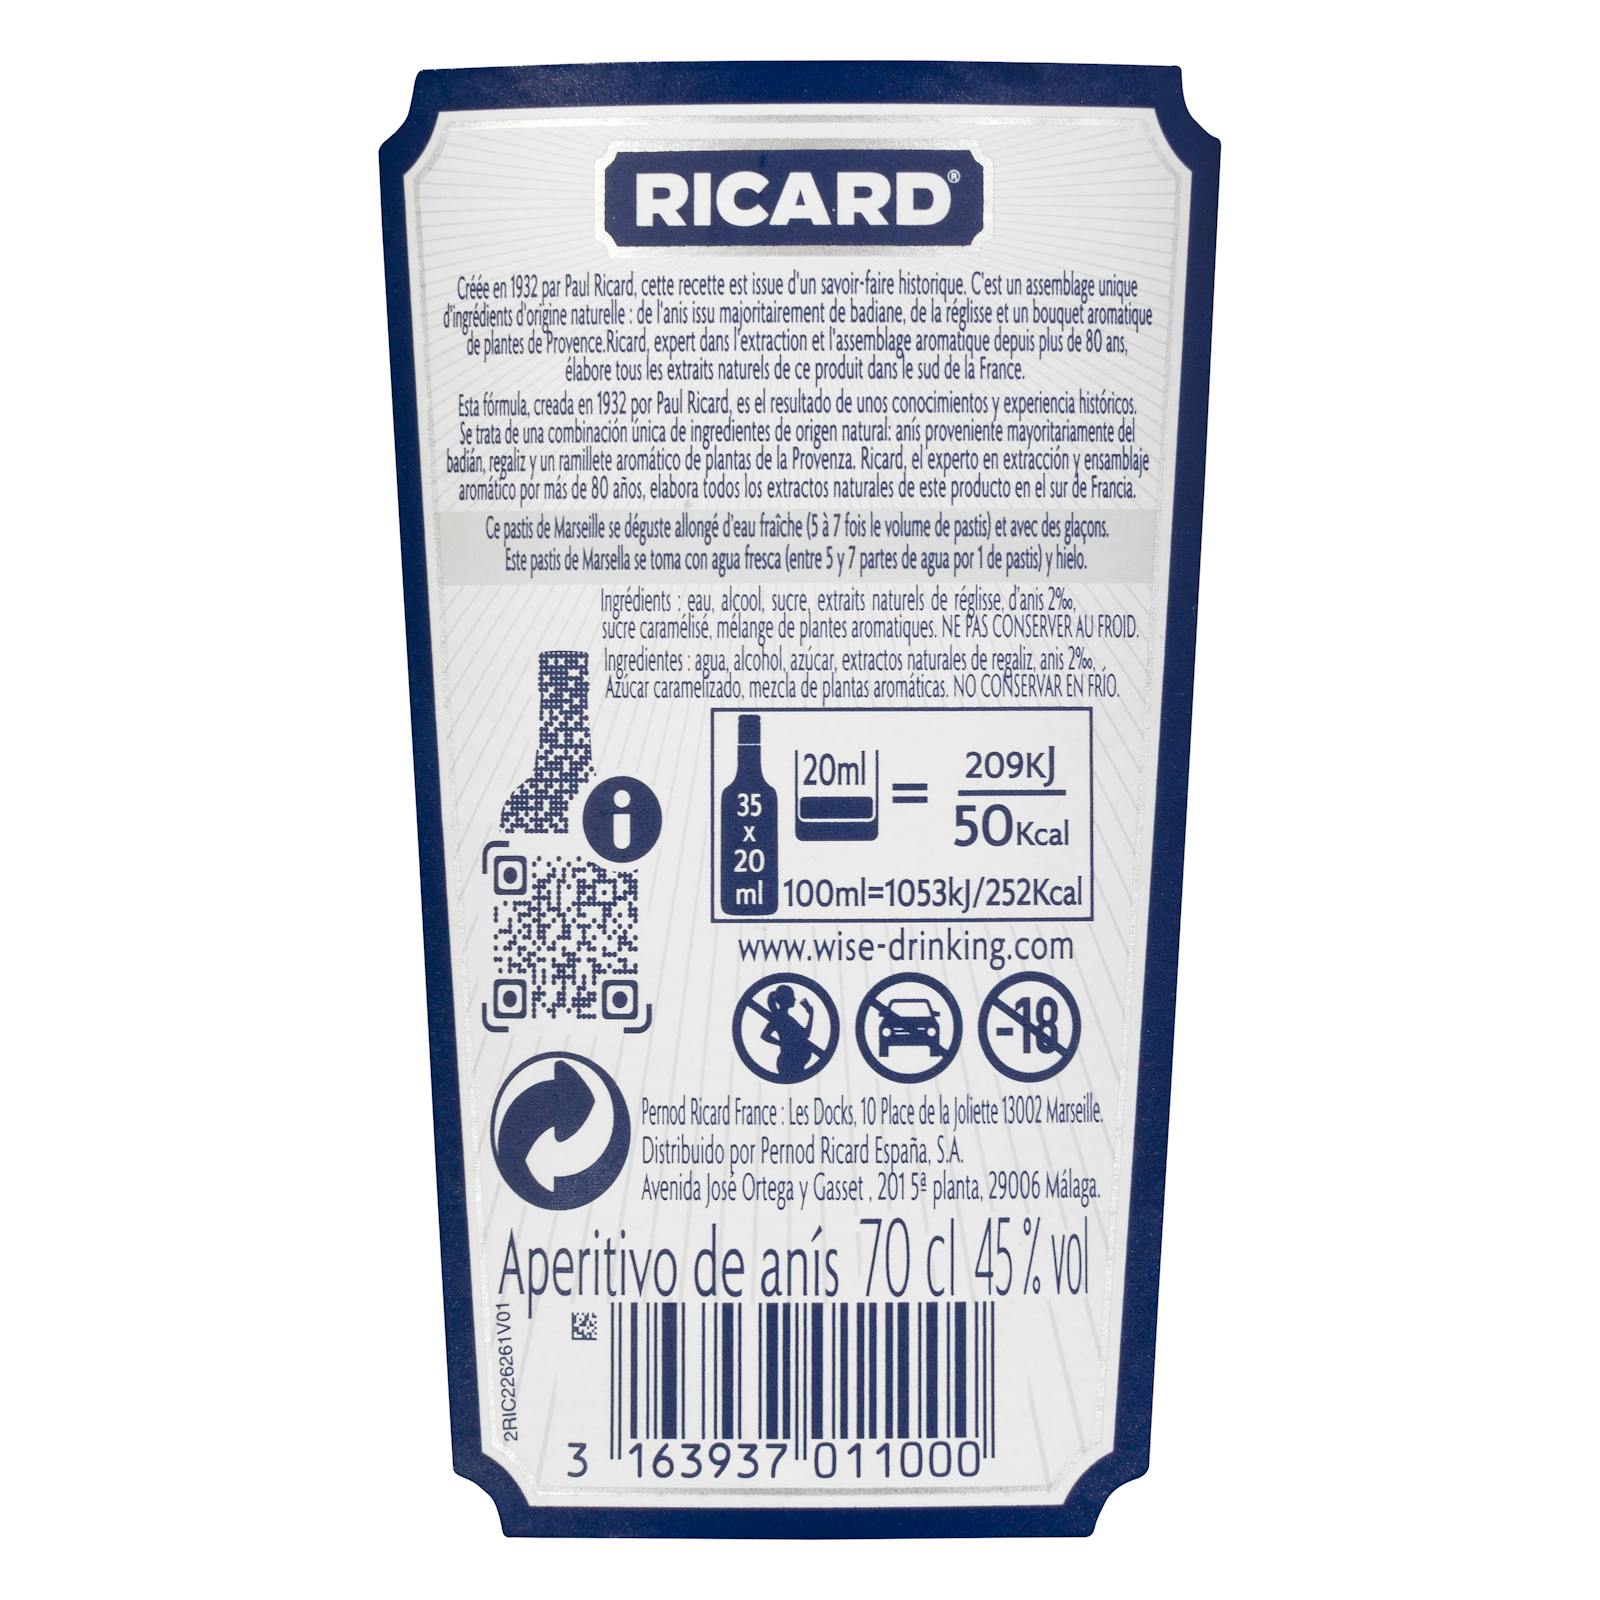 RICARD®
Créée en 1932 par Paul Ricard, cette recette est issue d'un savoir-faire historique. C'est un assemblage unique
d'ingrédients d'origine naturelle : de l'anis issu majoritairement de badiane, de la réglisse et un bouquet aromatique
de plantes de Provence.Ricard, expert dans l'extraction et l'assemblage aromatique depuis plus de 80 ans,
élabore tous les extraits naturels de ce produit dans le sud de la France.
Esta fórmula, creada en 1932 por Paul Ricard, es el resultado de unos conocimientos y experiencia históricos.
Se trata de una combinación única de ingredientes de origen natural: anís proveniente mayoritariamente del
badián, regaliz y un ramillete aromático de plantas de la Provenza. Ricard, el experto en extracción y ensamblaje
aromático por más de 80 años, elabora todos los extractos naturales de este producto en el sur de Francia.
Ce pastis de Marseille se déguste allongé d'eau fraîche (5 à 7 fois le volume de pastis) et avec des glaçons.
Este pastis de Marsella se toma con agua fresca (entre 5 y 7 partes de agua por 1 de pastis) y hielo.
Ingrédients : eau, alcool, sucre, extraits naturels de réglisse, d'anis 2‰,
sucre caramélisé, mélange de plantes aromatiques. NE PAS CONSERVER AU FROID.
Ingredientes : agua, alcohol, azúcar, extractos naturales de regaliz, anis 2‰,
Azúcar caramelizado, mezcla de plantas aromáticas. NO CONSERVAR EN FRÍO.
35
x
20
ml
20ml
=
209KJ
50Kcal
100ml=1053kJ/252Kcal
i
www.wise-drinking.com
-18
Pernod Ricard France : Les Docks, 10 Place de la Joliette 13002 Marseille.
Distribuido por Pernod Ricard España, S.A.
Avenida José Ortega y Gasset , 201 5ª planta, 29006 Málaga.
Aperitivo de anís 70 cl 45 % vol
2RIC226261V01
3 163937 011000